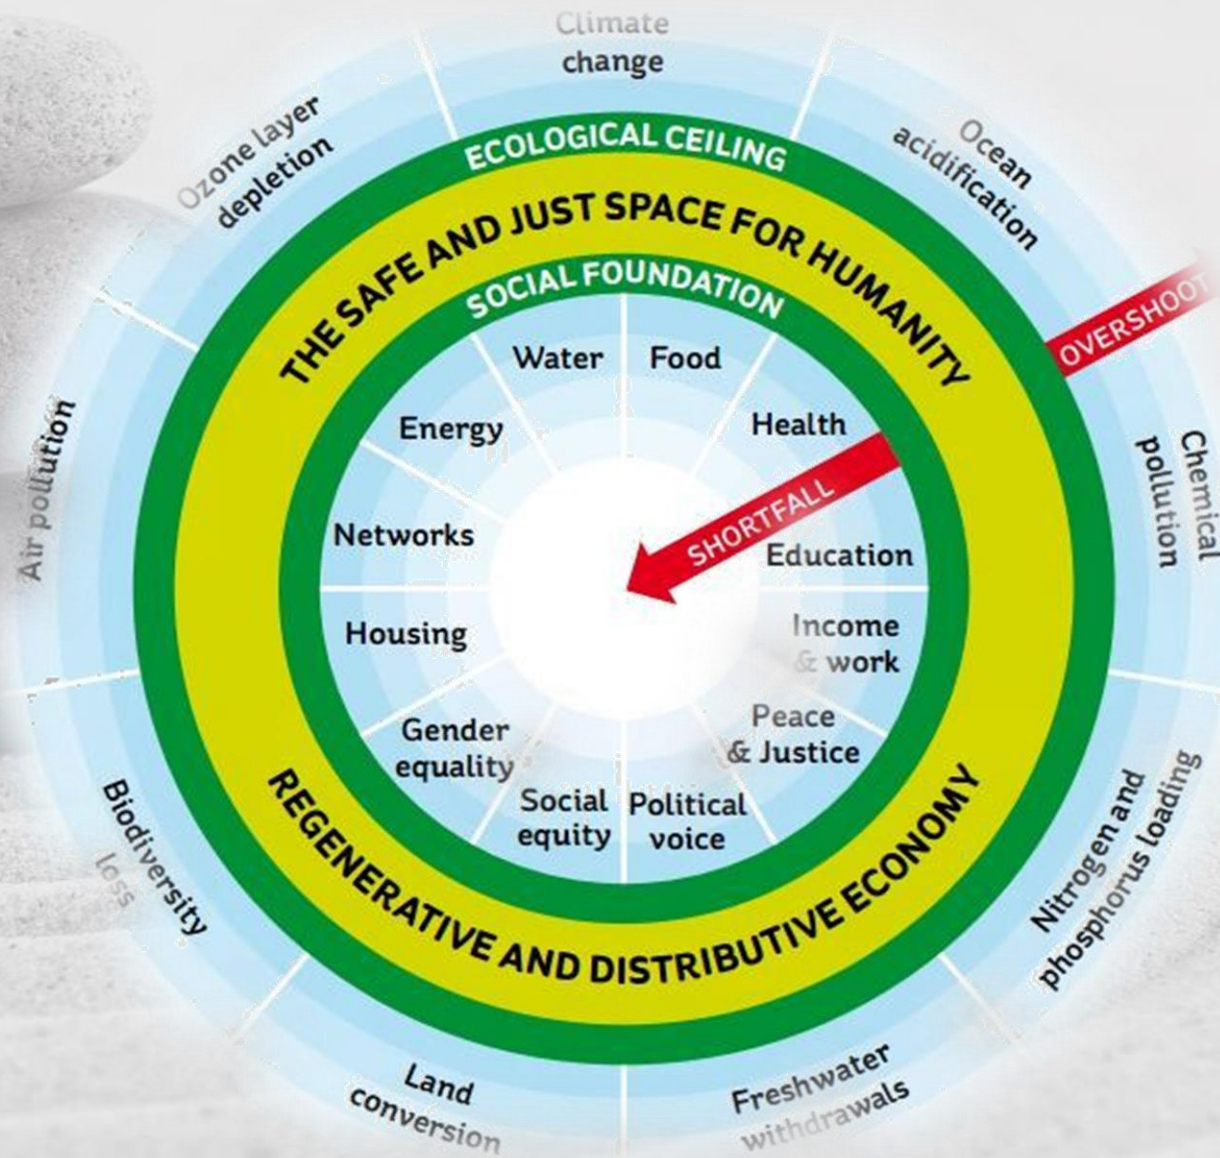 Climate
change
Ocean
acidification
OVERSHOOT
Chemical
pollution
Nitrogen and
phosphorus loading
Freshwater
withdrawals
Land
conversion
Biodiversity
loss
Air pollution
Ozone layer
depletion
ECOLOGICAL CEILING
THE SAFE AND JUST SPACE FOR HUMANITY
SOCIAL FOUNDATION
Water
Food
Health
SHORTFALL
Education
Income
& work
Peace
& Justice
Political
voice
Social
equity
Gender
equality
Housing
Networks
Energy
REGENERATIVE AND DISTRIBUTIVE ECONOMY